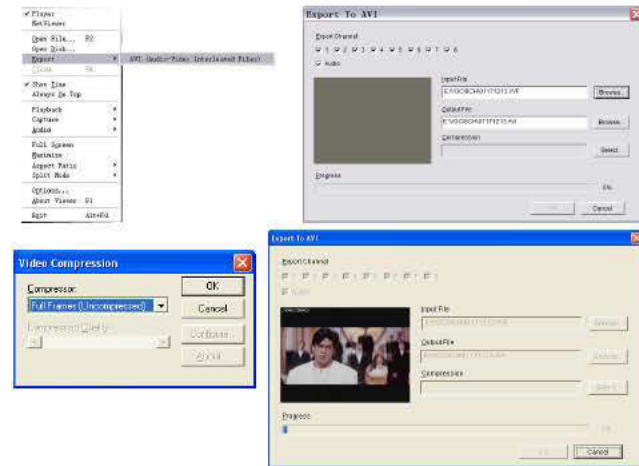 Player
NetViewer
Open File... F2
Open Disk...
Export
AVI (Audio-Video Interleaved Files)
Close F4
Show Time
Always On Top
Playback
Capture
Audio
Full Screen
Maximize
Aspect Ratio
Split Mode
Options...
About Viewer F1
Exit Alt+F4
Export To AVI
Export Channel
1 2 3 4 5 6 7 8
Audio
Input File
Browse...
Output File
Browse...
Compression
Select...
Progress
0%
Cancel
Video Compression
Compressor:
OK
Full Frames (Uncompressed)
Cancel
Compression Quality:
Configure...
About...
Export To AVI
Export Channel
Audio
Input File
Browse...
Output File
Browse...
Compression
Select...
Progress
Cancel